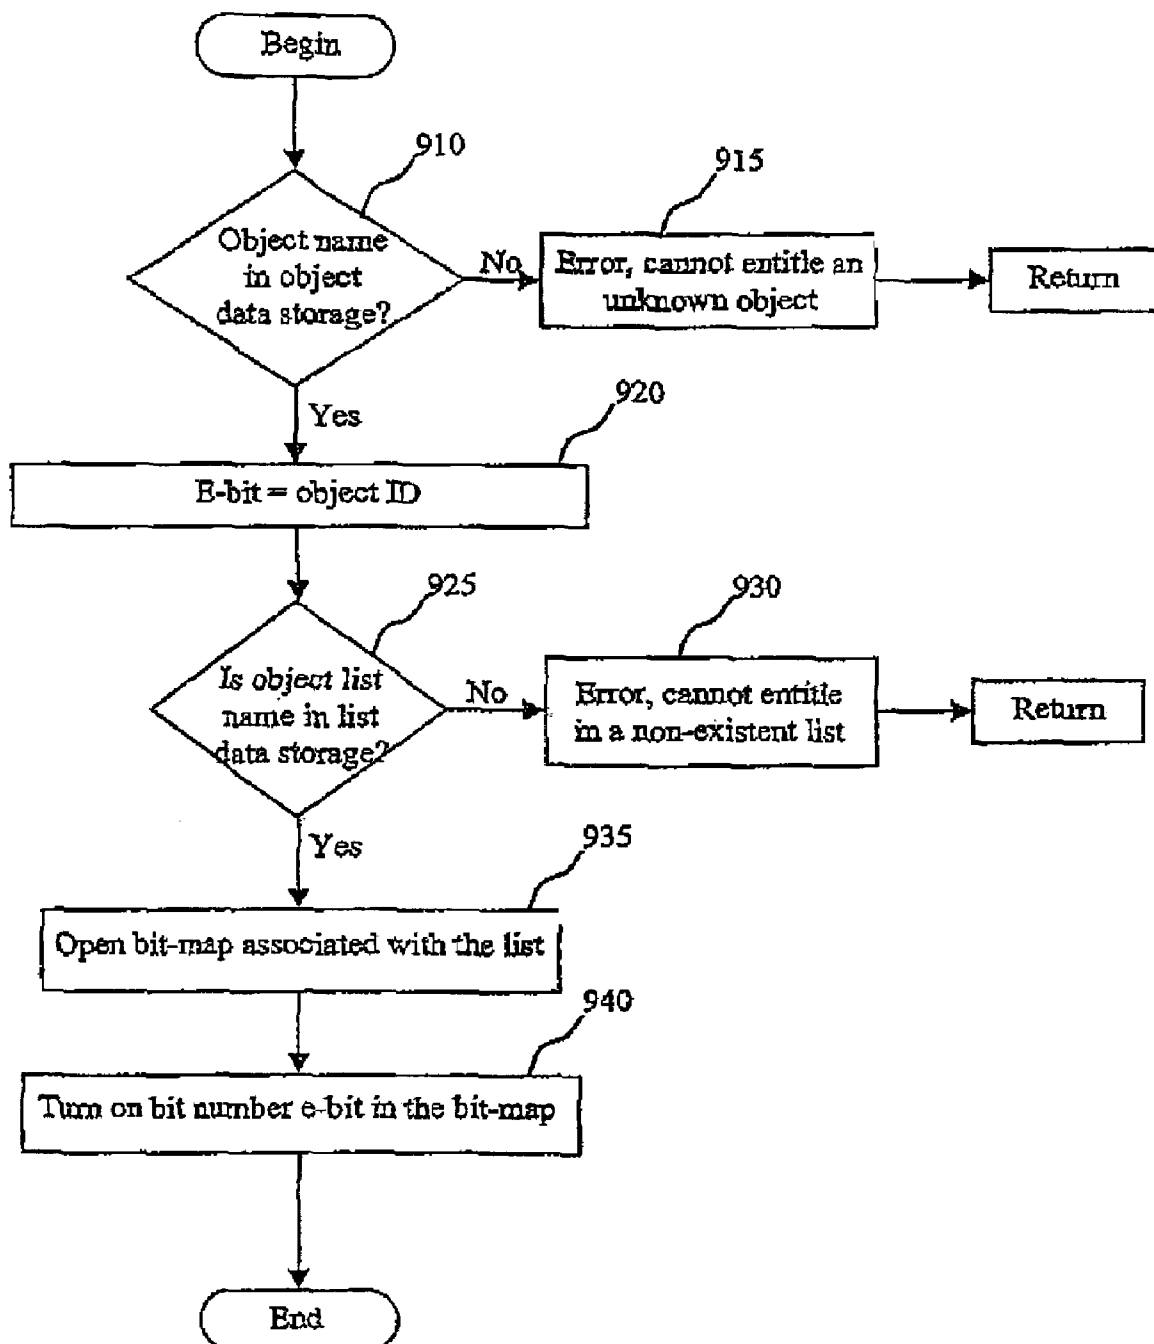 Begin
910
Object name
in object
data storage?
No
915
Error, cannot entitle an
unknown object
Return
Yes
920
E-bit = object ID
925
Is object list
name in list
data storage?
No
930
Error, cannot entitle
in a non-existent list
Return
Yes
935
Open bit-map associated with the list
940
Turn on bit number e-bit in the bit-map
End